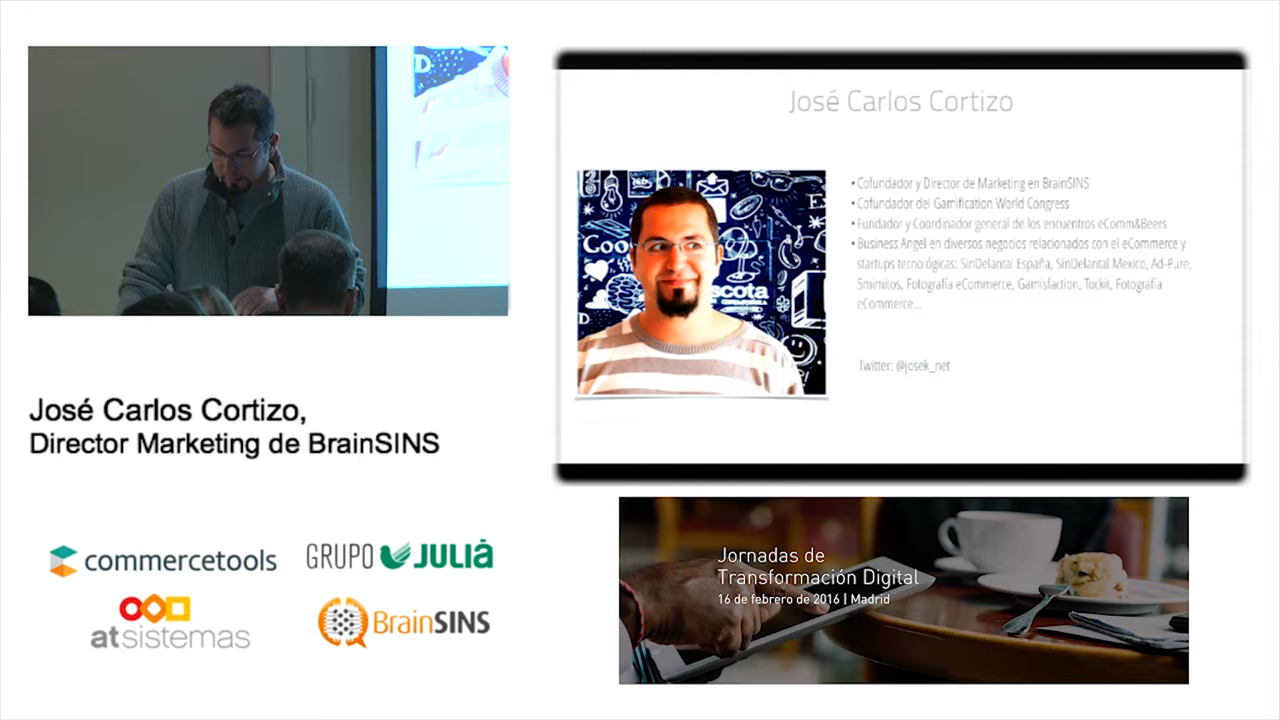 José Carlos Cortizo
• Cofundador y Director de Marketing en BrainSINS
• Cofundador del Gamification World Congress
• Fundador y Coordinador general de los encuentros eComm&Beers
• Business Angel en diversos negocios relacionados con el eCommerce y
startups tecnológicas: SinDelantal España, SinDelantal Mexico, Ad-Pure,
5mimitos, Fotografía eCommerce, Gamisfaction, Tockit, Fotografía
eCommerce...
Twitter: @josek_net
Goo
scota
José Carlos Cortizo,
Director Marketing de BrainSINS
commercetools
GRUPO JULIÀ
atsistemas
BrainSINS
Jornadas de
Transformación Digital
16 de febrero de 2016 | Madrid